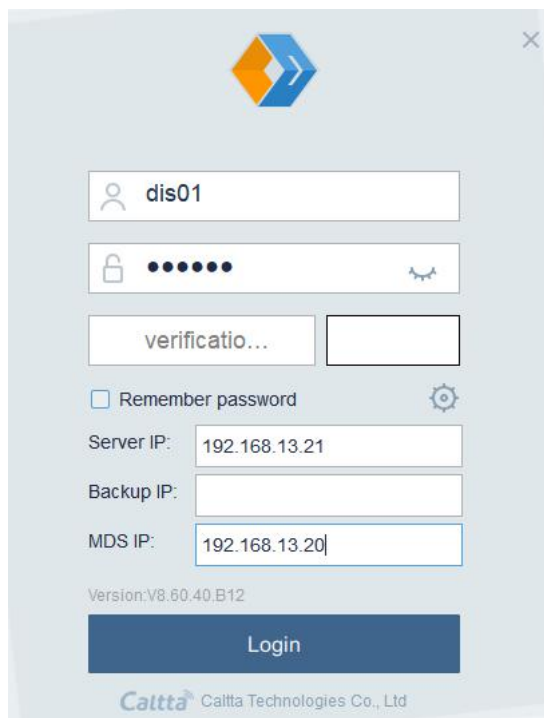 dis01
••••••
verificatio...
Remember password
Server IP: 192.168.13.21
Backup IP:
MDS IP: 192.168.13.20
Version:V8.60.40.B12
Login
Caltta Caltta Technologies Co., Ltd